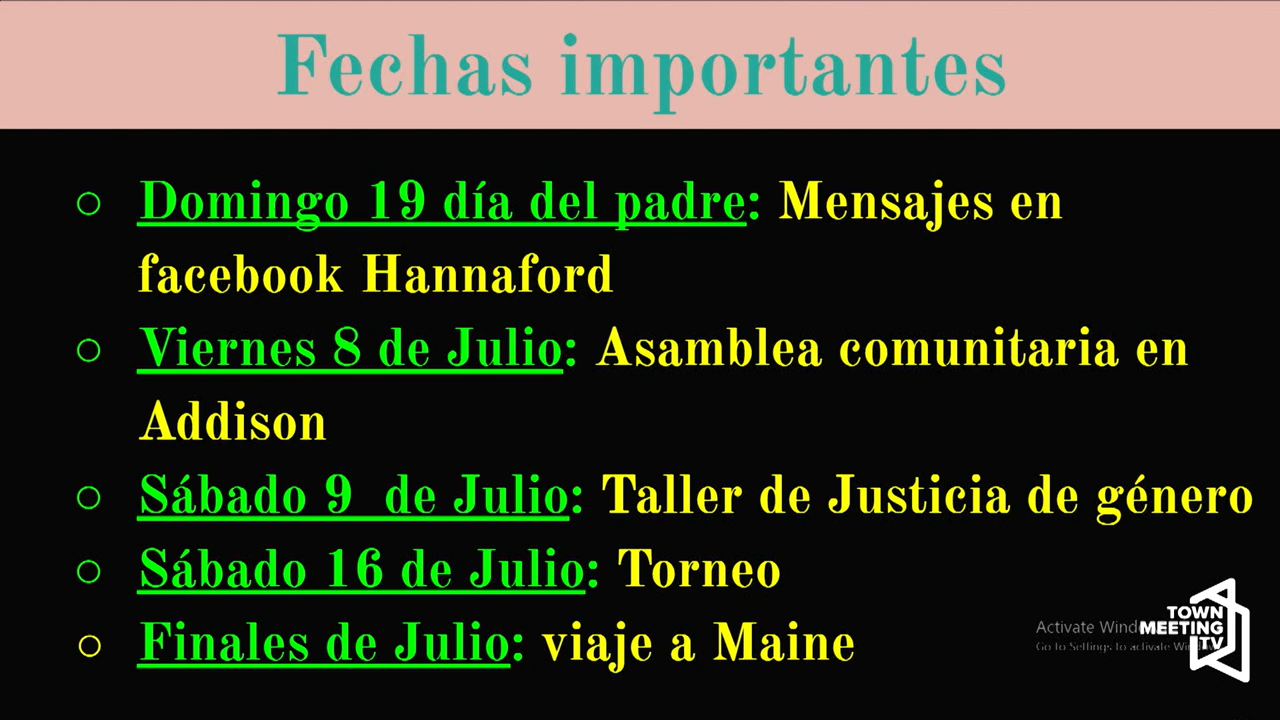 Fechas importantes
Domingo 19 día del padre: Mensajes en
facebook Hannaford
Viernes 8 de Julio: Asamblea comunitaria en
Addison
Sábado 9 de Julio: Taller de Justicia de género
Sábado 16 de Julio: Torneo
Finales de Julio: viaje a Maine
Activate
Go to Settings to activate
TOWN
MEETING
TV